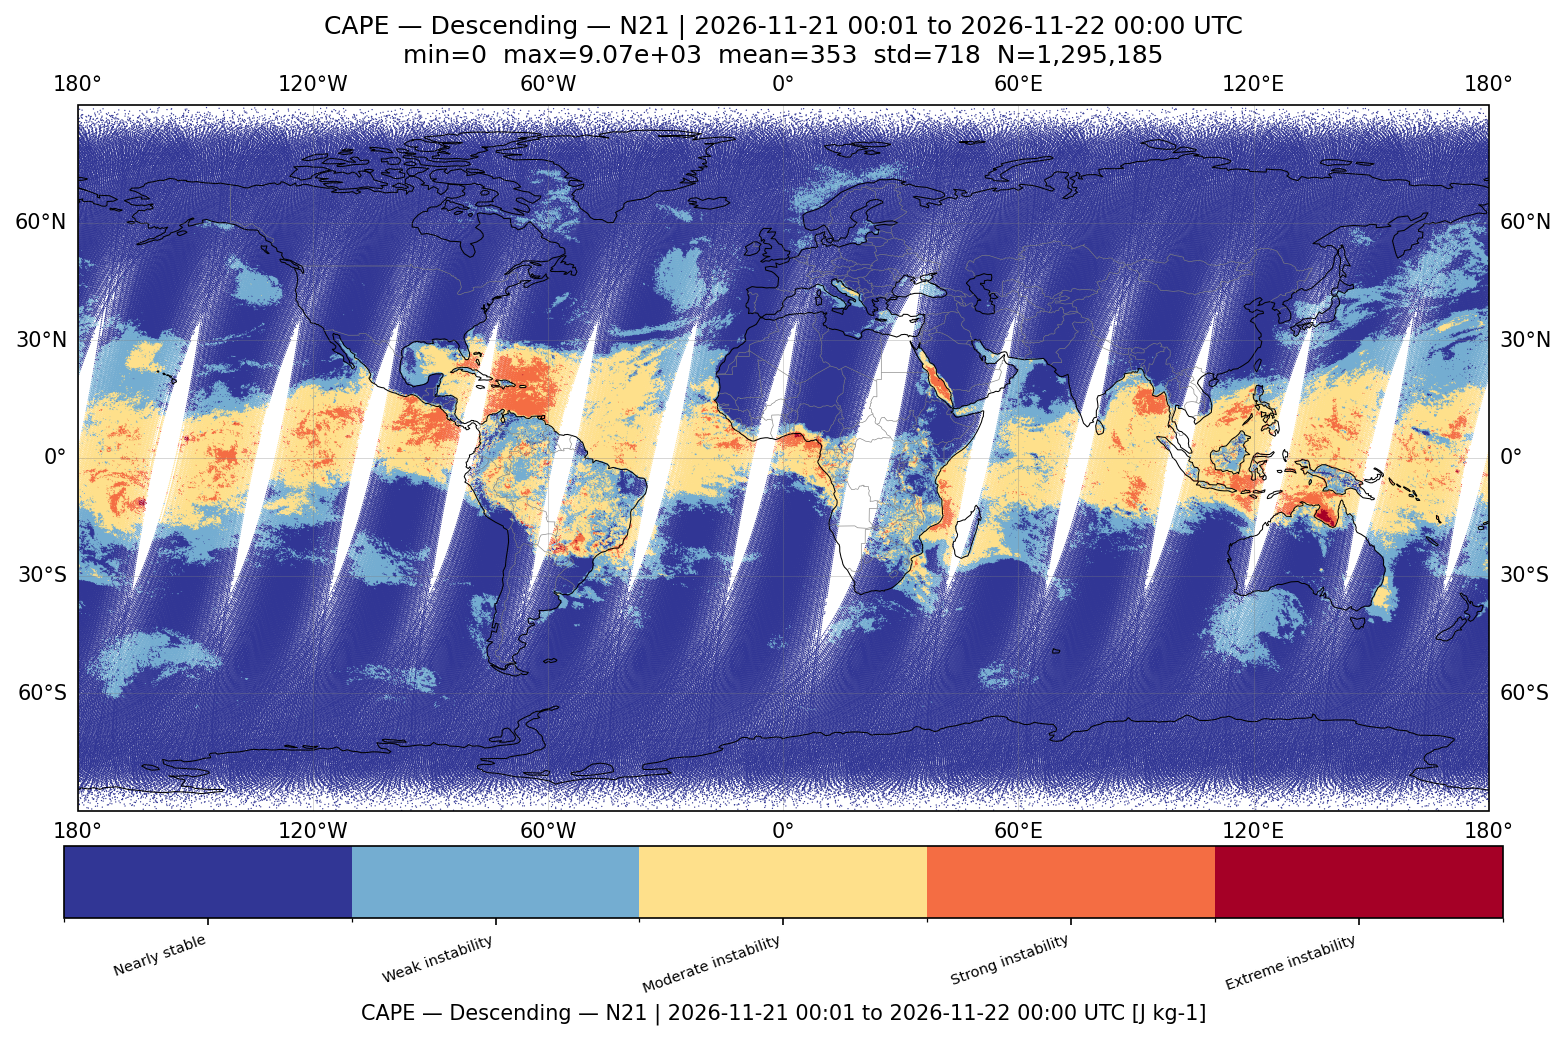 CAPE — Descending — N21 | 2026-11-21 00:01 to 2026-11-22 00:00 UTC
min=0 max=9.07e+03 mean=353 std=718 N=1,295,185
180° 120°W 60°W 0° 60°E 120°E 180°
60°N 60°N
30°N 30°N
0° 0°
30°S 30°S
60°S 60°S
180° 120°W 60°W 0° 60°E 120°E 180°
Nearly stable Weak instability Moderate instability Strong instability Extreme instability
CAPE — Descending — N21 | 2026-11-21 00:01 to 2026-11-22 00:00 UTC [J kg-1]